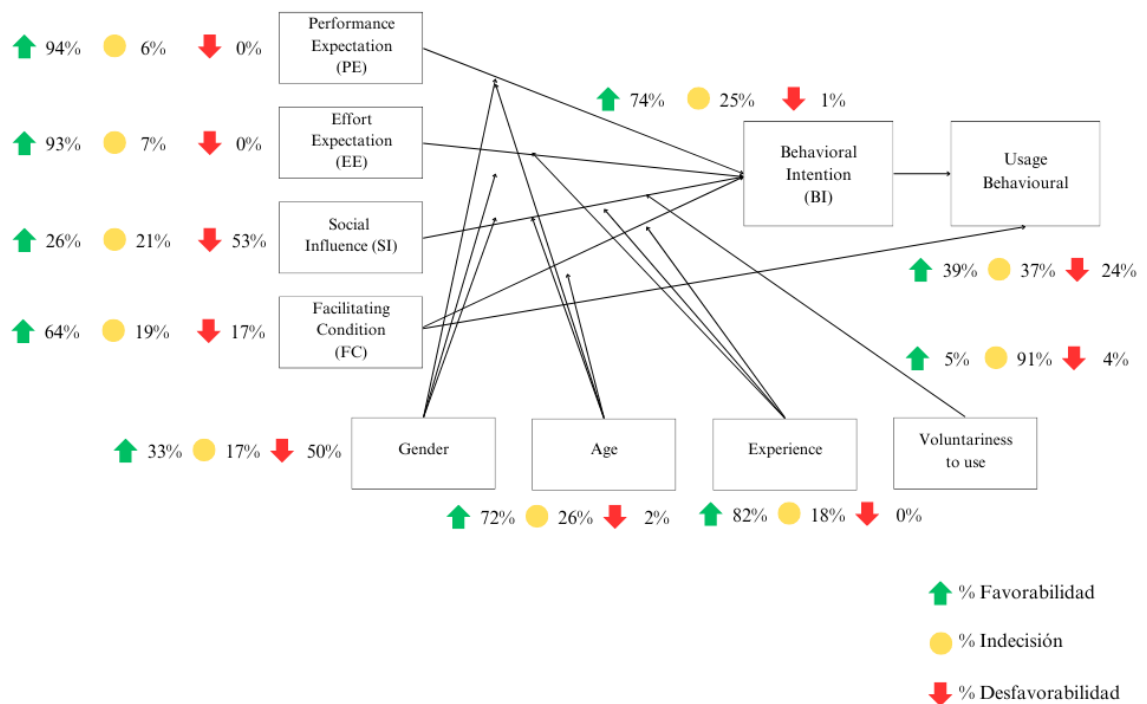 Performance
Expectation
(PE)
94% 6% 0%
74% 25% 1%
Effort
Expectation
(EE)
93% 7% 0%
Behavioral
Intention
(BI)
Usage
Behavioural
Social
Influence (SI)
26% 21% 53%
39% 37% 24%
Facilitating
Condition
(FC)
64% 19% 17%
5% 91% 4%
Gender
33% 17% 50%
Age
Experience
Voluntariness
to use
72% 26% 2%
82% 18% 0%
% Favorabilidad
% Indecisión
% Desfavorabilidad